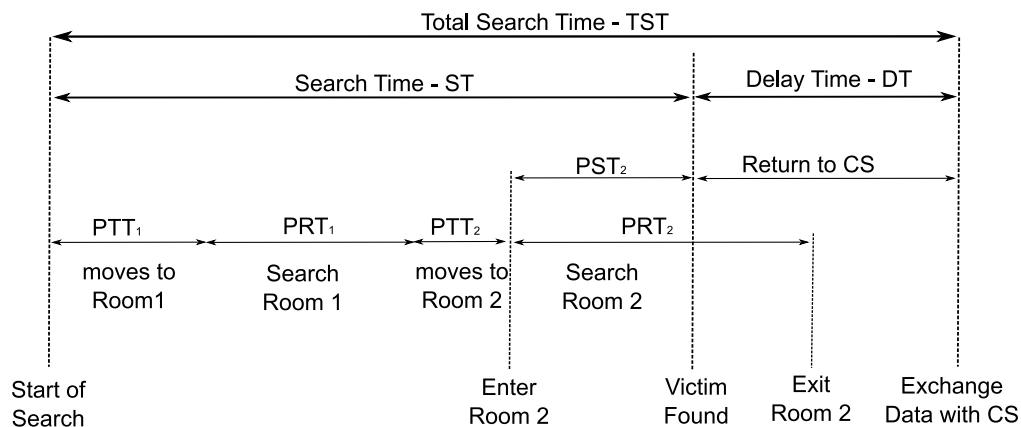 Total Search Time - TST
Search Time - ST
Delay Time - DT
PST₂
Return to CS
PTT₁
PRT₁
PTT₂
PRT₂
moves to
Room1
Search
Room 1
moves to
Room 2
Search
Room 2
Start of
Search
Enter
Room 2
Victim
Found
Exit
Room 2
Exchange
Data with CS